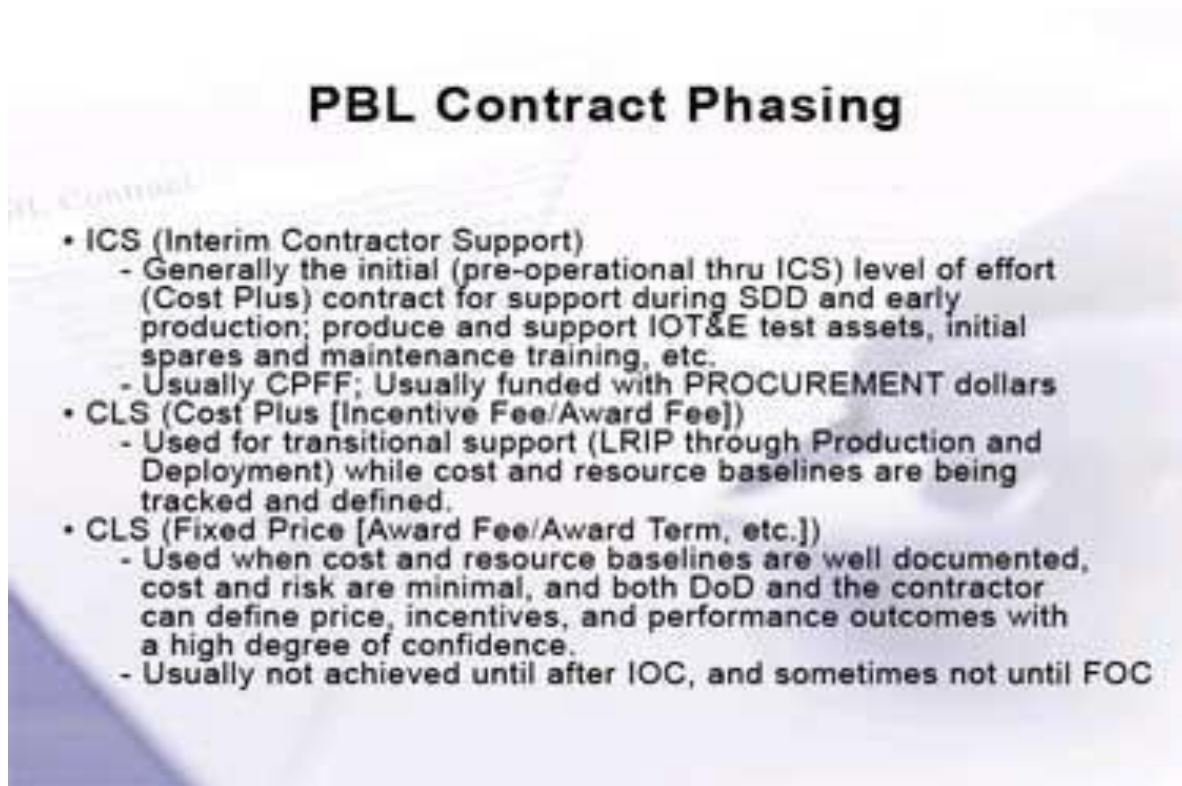 PBL Contract Phasing
• ICS (Interim Contractor Support)
- Generally the initial (pre-operational thru ICS) level of effort
(Cost Plus) contract for support during SDD and early
production; produce and support IOT&E test assets, initial
spares and maintenance training, etc.
- Usually CPFF; Usually funded with PROCUREMENT dollars
• CLS (Cost Plus [Incentive Fee/Award Fee])
- Used for transitional support (LRIP through Production and
Deployment) while cost and resource baselines are being
tracked and defined.
• CLS (Fixed Price [Award Fee/Award Term, etc.])
- Used when cost and resource baselines are well documented,
cost and risk are minimal, and both DoD and the contractor
can define price, incentives, and performance outcomes with
a high degree of confidence.
- Usually not achieved until after IOC, and sometimes not until FOC